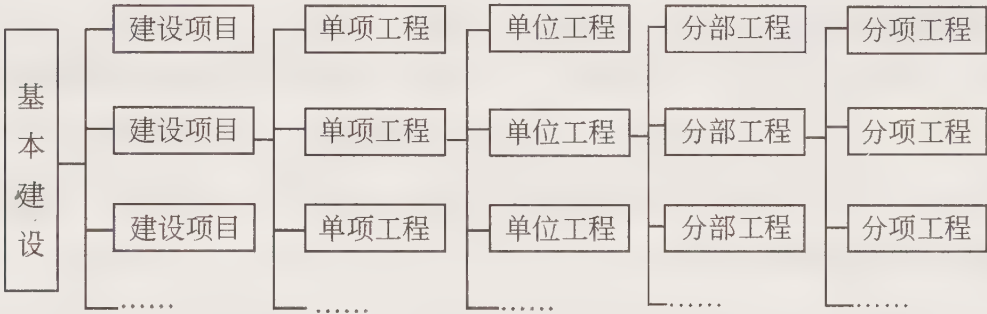 建设项目 单项工程 单位工程 分部工程 分项工程
基本建设
建设项目 单项工程 单位工程 分部工程 分项工程
建设项目 单项工程 单位工程 分部工程 分项工程
…… …… …… …… ……